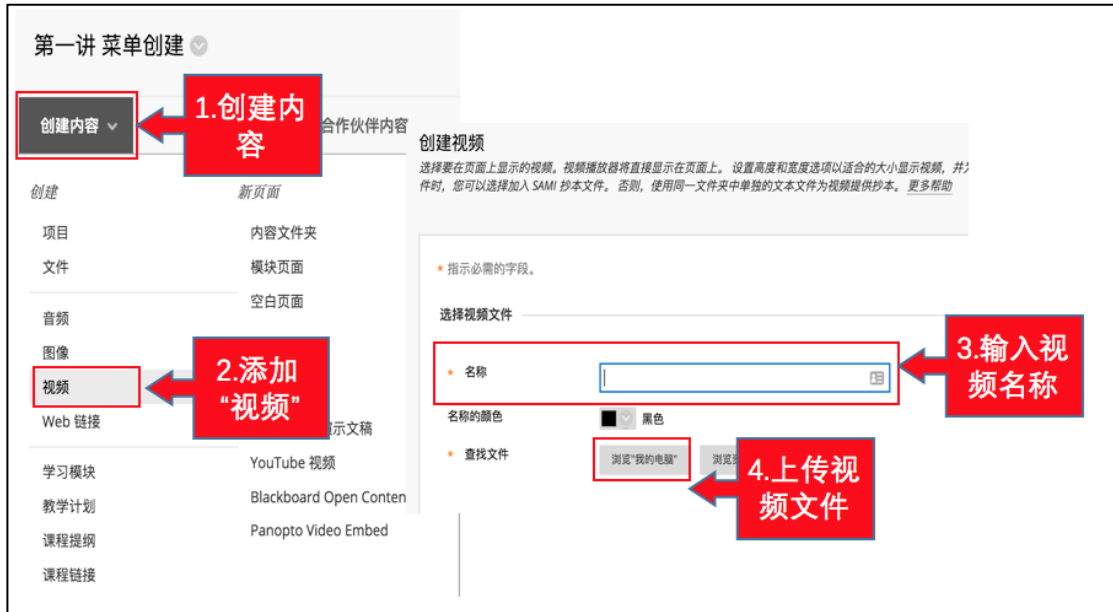 第一讲 菜单创建
创建内容
1.创建内
容
合作伙伴内容
创建
新页面
项目
文件
音频
图像
视频
Web 链接
学习模块
教学计划
课程提纲
课程链接
内容文件夹
模块页面
空白页面
2.添加
“视频”
示文稿
YouTube 视频
Blackboard Open Conten
Panopto Video Embed
创建视频
选择要在页面上显示的视频。视频播放器将直接显示在页面上。 设置高度和宽度选项以适合的大小显示视频，并为
件时，您可以选择加入 SAMI 抄本文件。 否则，使用同一文件夹中单独的文本文件为视频提供抄本。 更多帮助
* 指示必需的字段。
选择视频文件
* 名称
3.输入视
频名称
名称的颜色
黑色
* 查找文件
浏览"我的电脑"
浏览
4.上传视
频文件